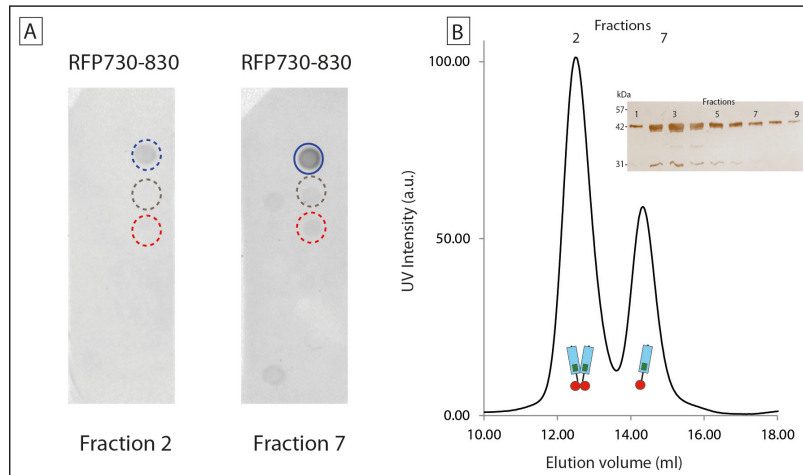 A
RFP730-830
RFP730-830
Fraction 2
Fraction 7
B
Fractions
2
7
100.00
50.00
0.00
UV Intensity (a.u.)
10.00
12.00
14.00
16.00
18.00
Elution volume (ml)
kDa
Fractions
57-
1
3
5
7
9
42-
31-